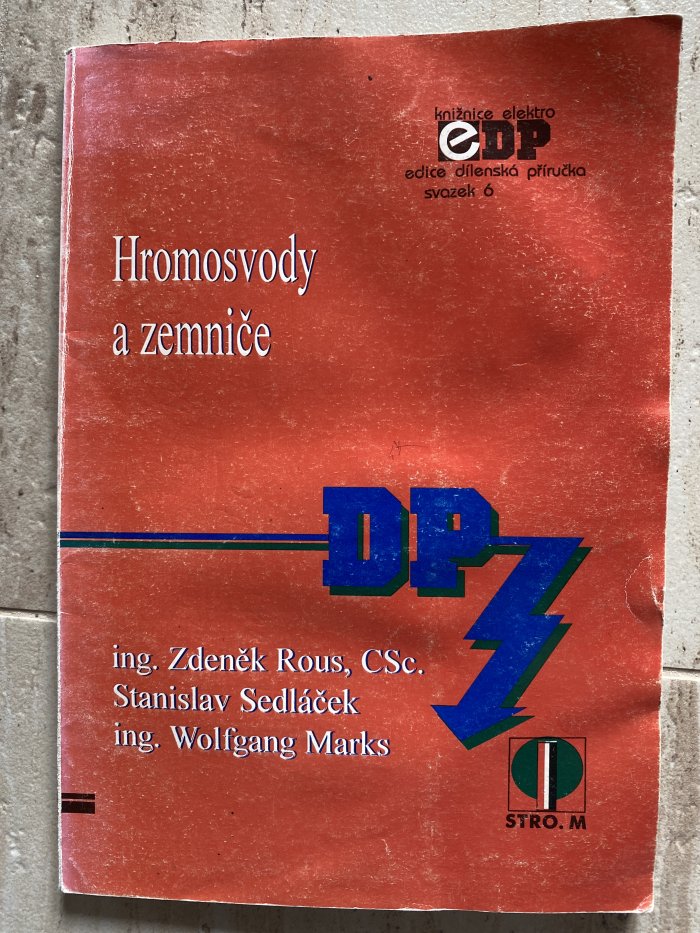 knižnice elektro
eDP
edice dílenská příručka
svazek 6
Hromosvody
a zemniče
DP
ing. Zdeněk Rous, CSc.
Stanislav Sedláček
ing. Wolfgang Marks
STRO. M